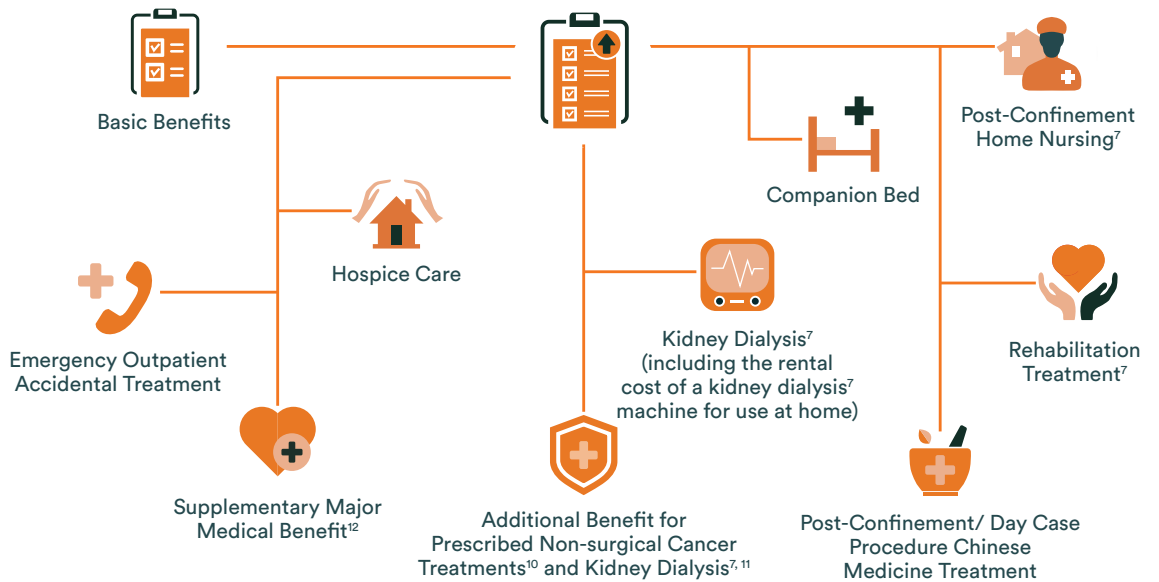 Basic Benefits
Post-Confinement
Home Nursing⁷
Companion Bed
Hospice Care
Emergency Outpatient
Accidental Treatment
Kidney Dialysis⁷
(including the rental
cost of a kidney dialysis⁷
machine for use at home)
Rehabilitation
Treatment⁷
Supplementary Major
Medical Benefit¹²
Additional Benefit for
Prescribed Non-surgical Cancer
Treatments¹⁰ and Kidney Dialysis⁷, ¹¹
Post-Confinement/ Day Case
Procedure Chinese
Medicine Treatment